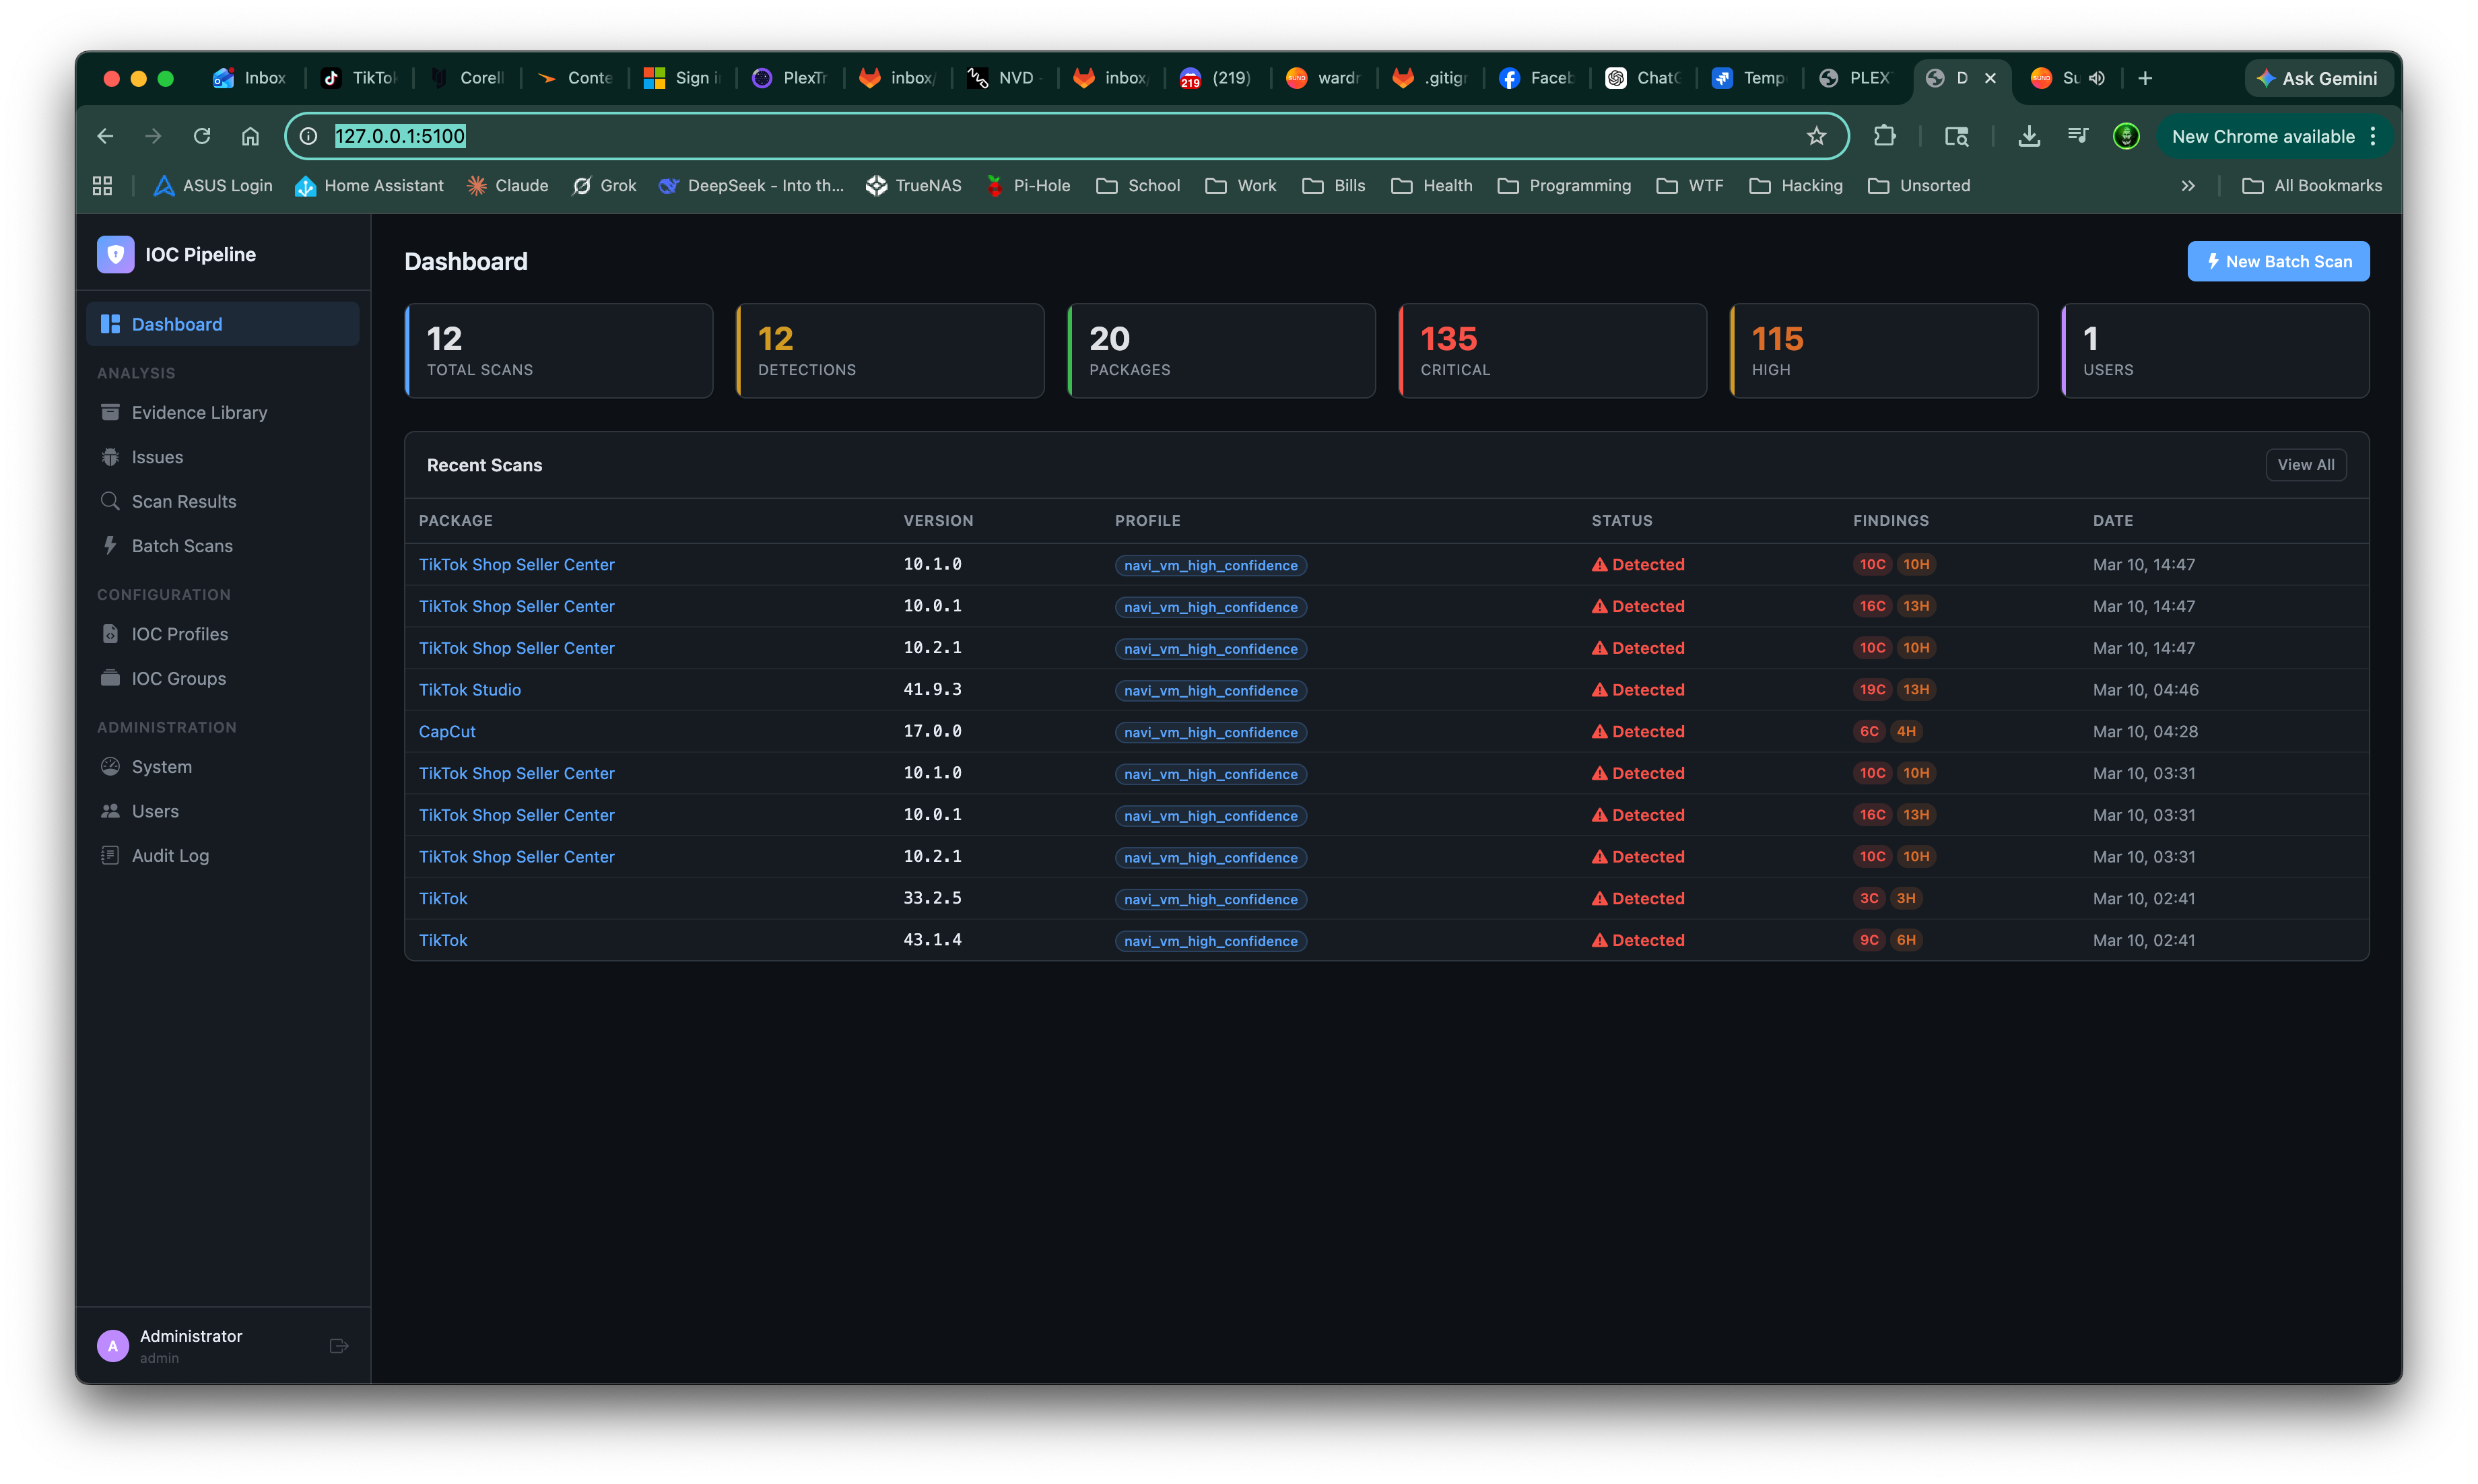 Inbox TikTok Corell Conte Sign i PlexTr inbox/ NVD - inbox/ 219 (219) wardr .gitigr Faceb ChatG Temp PLEX D Su Ask Gemini
127.0.0.1:5100 New Chrome available
ASUS Login Home Assistant Claude Grok DeepSeek - Into th... TrueNAS Pi-Hole School Work Bills Health Programming WTF Hacking Unsorted All Bookmarks
IOC Pipeline
Dashboard
ANALYSIS
Evidence Library
Issues
Scan Results
Batch Scans
CONFIGURATION
IOC Profiles
IOC Groups
ADMINISTRATION
System
Users
Audit Log
A Administrator
admin
Dashboard
New Batch Scan
12
TOTAL SCANS
12
DETECTIONS
20
PACKAGES
135
CRITICAL
115
HIGH
1
USERS
Recent Scans
View All
PACKAGE VERSION PROFILE STATUS FINDINGS DATE
TikTok Shop Seller Center 10.1.0 navi_vm_high_confidence Detected 10C 10H Mar 10, 14:47
TikTok Shop Seller Center 10.0.1 navi_vm_high_confidence Detected 16C 13H Mar 10, 14:47
TikTok Shop Seller Center 10.2.1 navi_vm_high_confidence Detected 10C 10H Mar 10, 14:47
TikTok Studio 41.9.3 navi_vm_high_confidence Detected 19C 13H Mar 10, 04:46
CapCut 17.0.0 navi_vm_high_confidence Detected 6C 4H Mar 10, 04:28
TikTok Shop Seller Center 10.1.0 navi_vm_high_confidence Detected 10C 10H Mar 10, 03:31
TikTok Shop Seller Center 10.0.1 navi_vm_high_confidence Detected 16C 13H Mar 10, 03:31
TikTok Shop Seller Center 10.2.1 navi_vm_high_confidence Detected 10C 10H Mar 10, 03:31
TikTok 33.2.5 navi_vm_high_confidence Detected 3C 3H Mar 10, 02:41
TikTok 43.1.4 navi_vm_high_confidence Detected 9C 6H Mar 10, 02:41